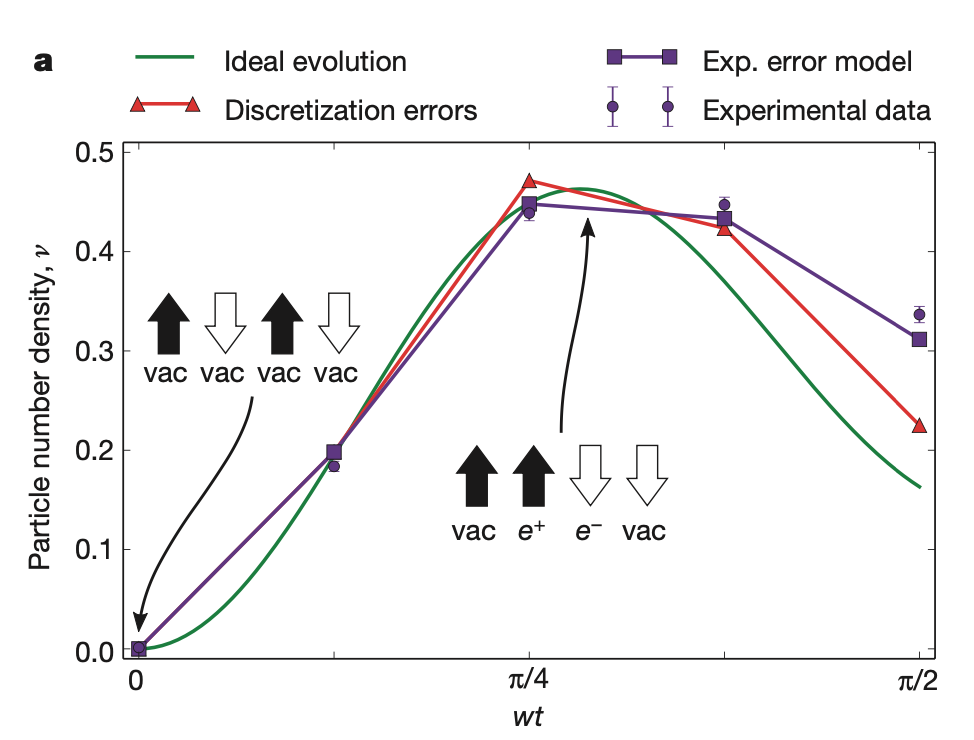 a
Ideal evolution
Exp. error model
Discretization errors
Experimental data
Particle number density, ν
0.5
0.4
0.3
0.2
0.1
0.0
vac vac vac vac
vac e⁺ e⁻ vac
0 π/4 π/2
wt